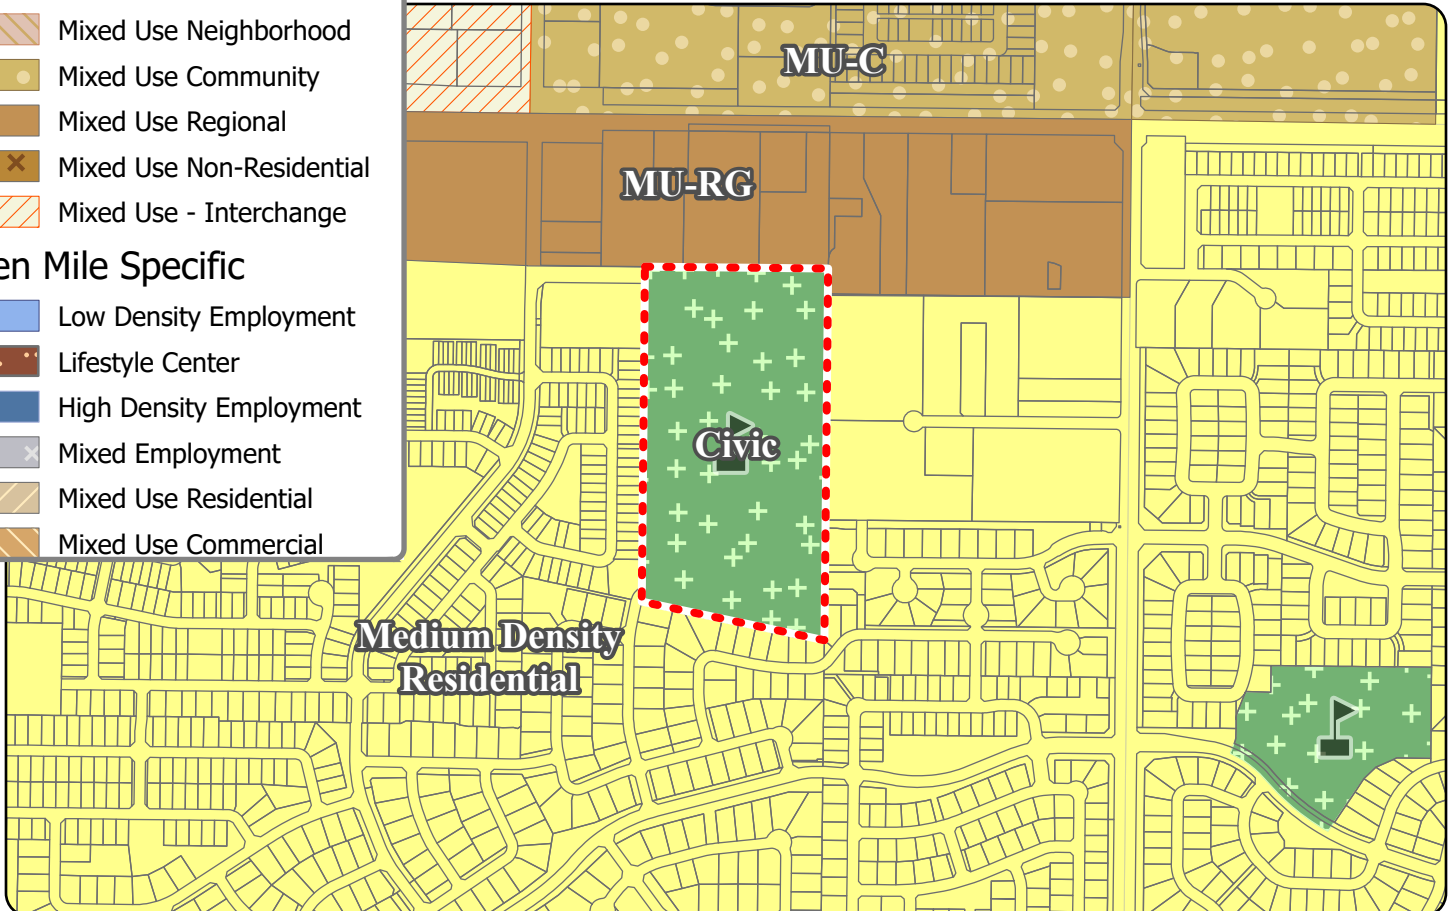 Mixed Use Neighborhood
Mixed Use Community
Mixed Use Regional
Mixed Use Non-Residential
Mixed Use - Interchange
en Mile Specific
Low Density Employment
Lifestyle Center
High Density Employment
Mixed Employment
Mixed Use Residential
Mixed Use Commercial
MU-C
MU-RG
Civic
Medium Density
Residential